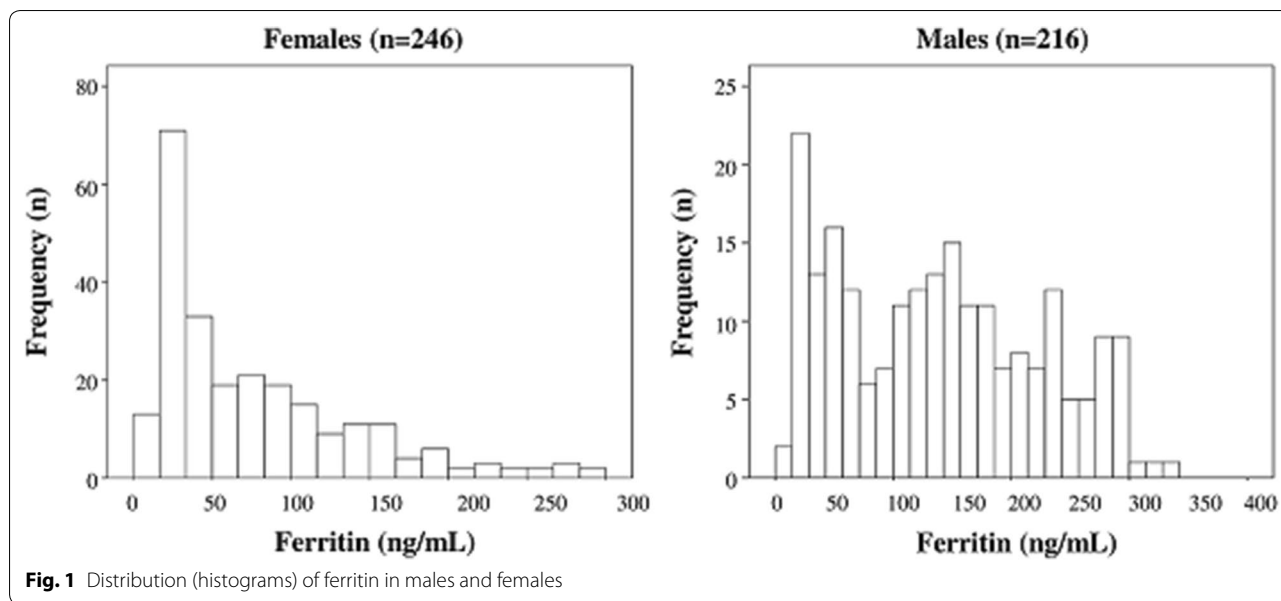 Females (n=246)
Frequency (n)
80
60
40
20
0
0 50 100 150 200 250 300
Ferritin (ng/mL)
Males (n=216)
Frequency (n)
25
20
15
10
5
0
0 50 100 150 200 250 300 350 400
Ferritin (ng/mL)
Fig. 1 Distribution (histograms) of ferritin in males and females